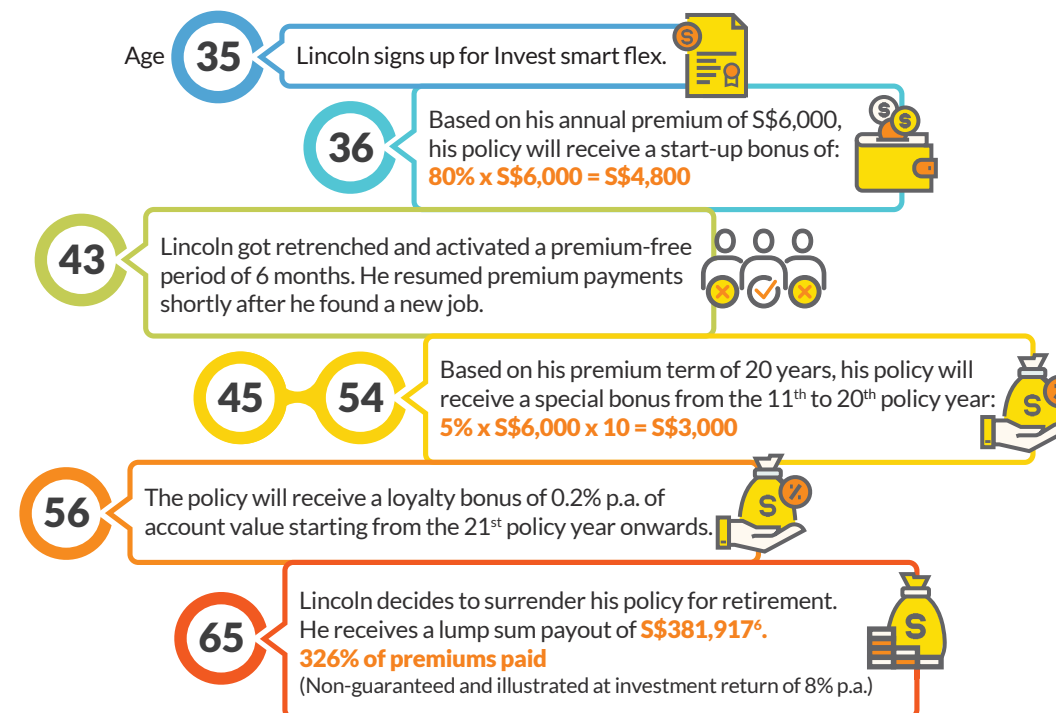 Age 35
Lincoln signs up for Invest smart flex.
S
36
Based on his annual premium of S$6,000,
his policy will receive a start-up bonus of:
80% x S$6,000 = S$4,800
S S
43
Lincoln got retrenched and activated a premium-free
period of 6 months. He resumed premium payments
shortly after he found a new job.
45 54
Based on his premium term of 20 years, his policy will
receive a special bonus from the 11th to 20th policy year:
5% x S$6,000 x 10 = S$3,000
S
56
The policy will receive a loyalty bonus of 0.2% p.a. of
account value starting from the 21st policy year onwards.
S %
65
Lincoln decides to surrender his policy for retirement.
He receives a lump sum payout of S$381,917⁶.
326% of premiums paid
(Non-guaranteed and illustrated at investment return of 8% p.a.)
S